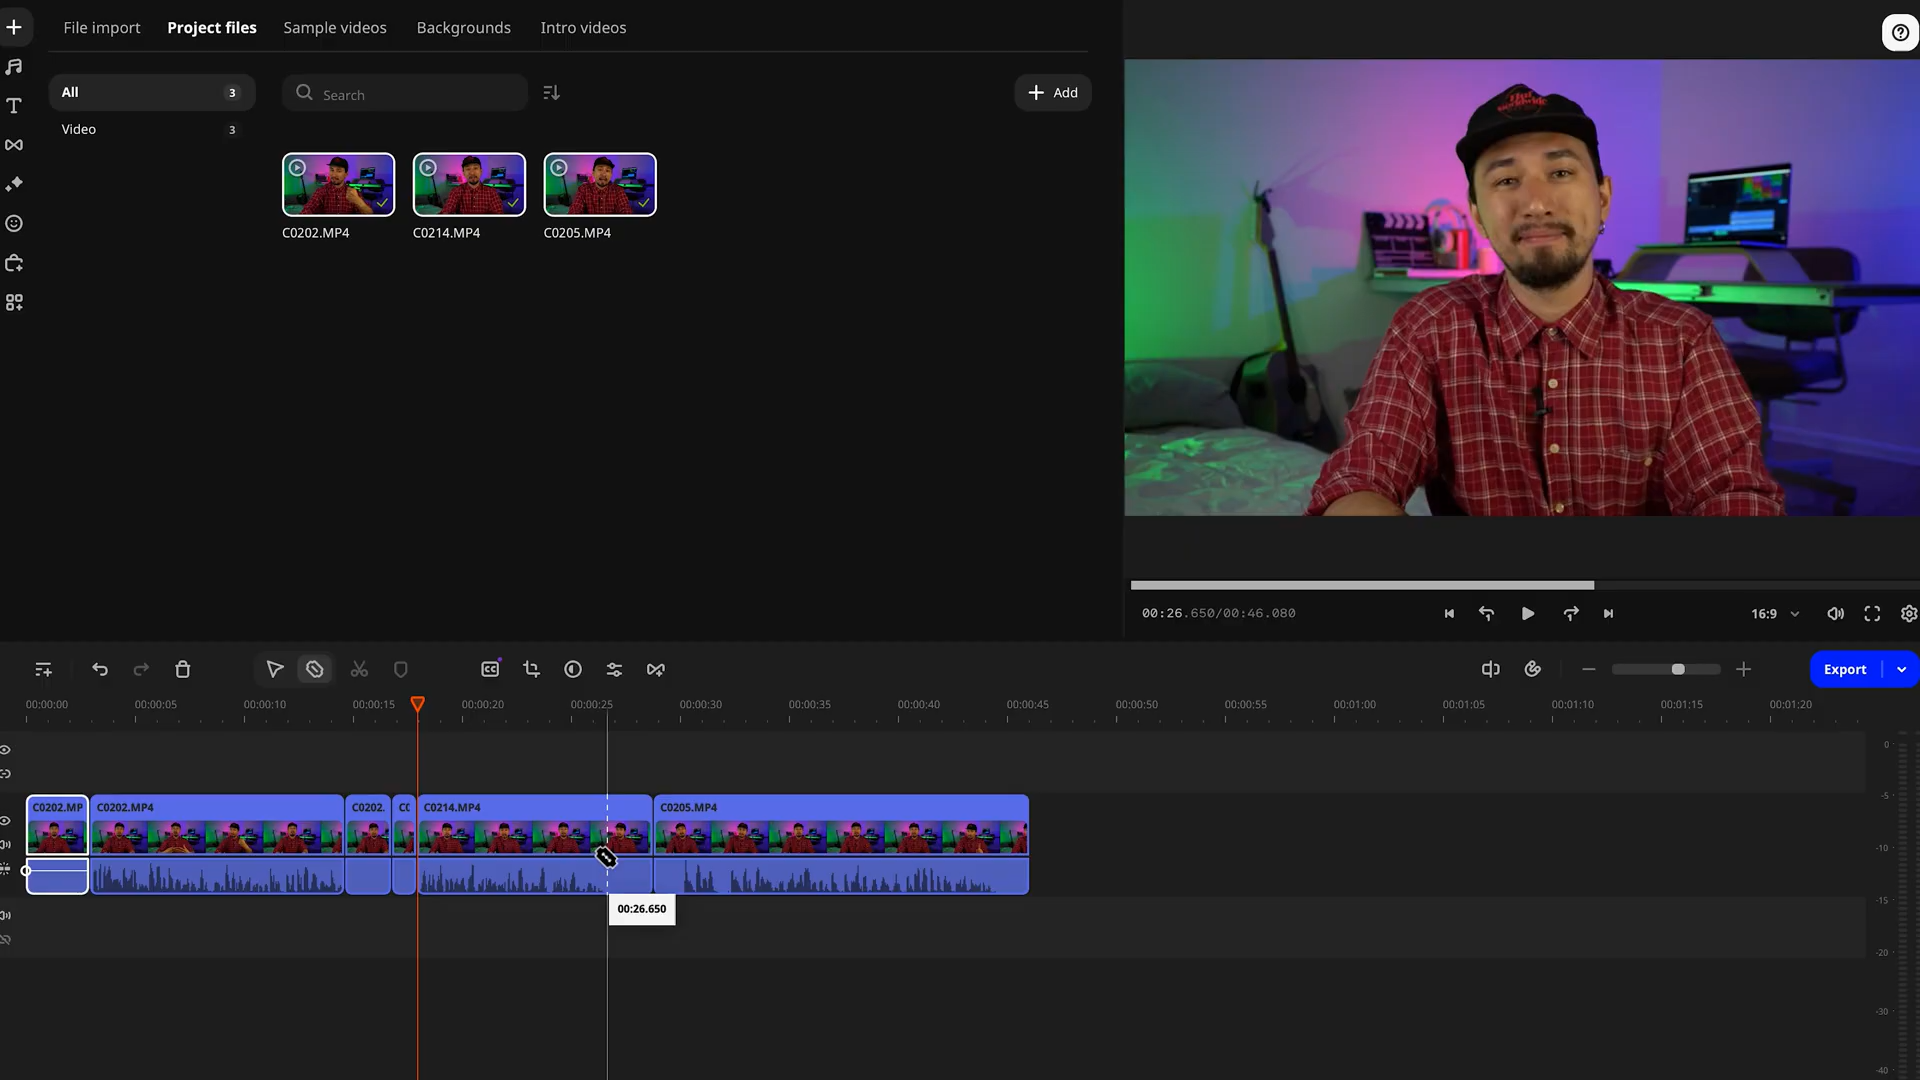 File import Project files Sample videos Backgrounds Intro videos
All 3
Search
Add
Video 3
C0202.MP4 C0214.MP4 C0205.MP4
00:26.650/00:46.080
16:9
CC
Export
00:00:00 00:00:05 00:00:10 00:00:15 00:00:20 00:00:25 00:00:30 00:00:35 00:00:40 00:00:45 00:00:50 00:00:55 00:01:00 00:01:05 00:01:10 00:01:15 00:01:20
0
-5
C0202.MP C0202.MP4 C0202. CC C0214.MP4 C0205.MP4
-10
-15
00:26.650
-20
-30
-40